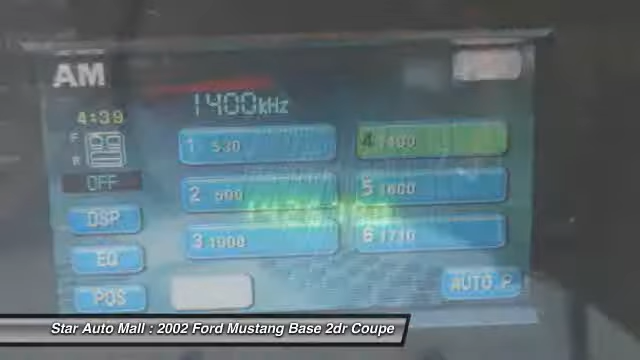 AM
1400KHz
4:39
F
R
OFF
1 530
4 1400
2 500
5 1600
3 1000
6 1710
DSP
EQ
POS
AUTO.P
Star Auto Mall : 2002 Ford Mustang Base 2dr Coupe